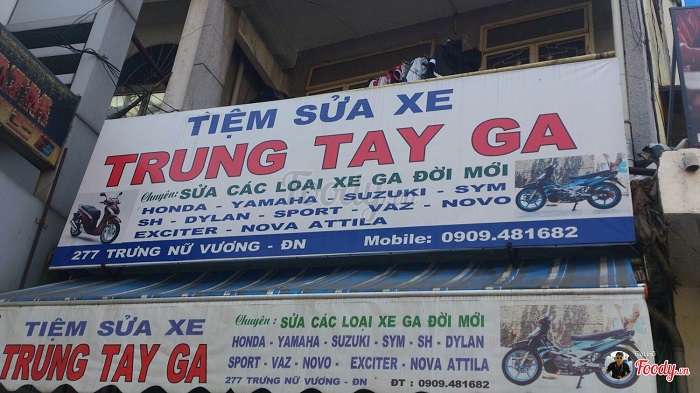 TIỆM SỬA XE
TRUNG TAY GA
Chuyên: SỬA CÁC LOẠI XE GA ĐỜI MỚI
HONDA - YAMAHA - SUZUKI - SYM
SH - DYLAN - SPORT - VAZ - NOVO
EXCITER - NOVA ATTILA
277 TRƯNG NỮ VƯƠNG - ĐN Mobile: 0909.481682
TIỆM SỬA XE
TRUNG TAY GA
Chuyên: SỬA CÁC LOẠI XE GA ĐỜI MỚI
HONDA - YAMAHA - SUZUKI - SYM - SH - DYLAN
SPORT - VAZ - NOVO - EXCITER - NOVA ATTILA
277 TRƯNG NỮ VƯƠNG - ĐN ĐT : 0909.481682
Foody.vn